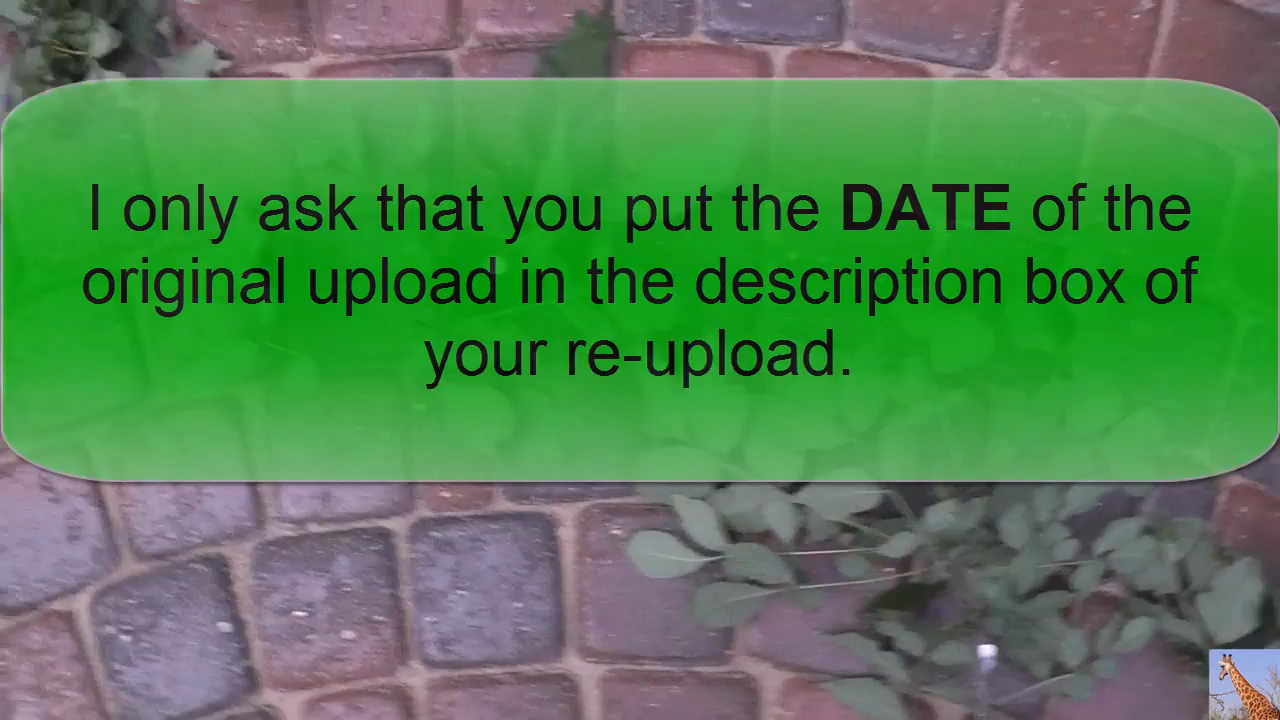 I only ask that you put the DATE of the
original upload in the description box of
your re-upload.